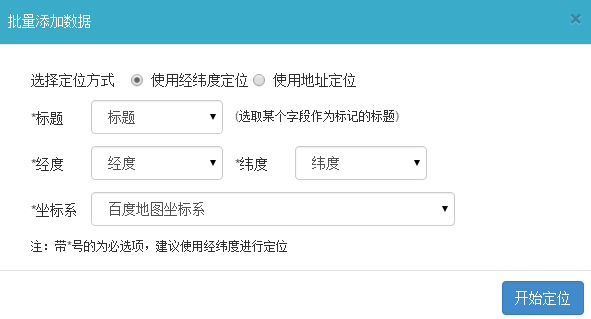 批量添加数据 ×
选择定位方式 使用经纬度定位 使用地址定位
*标题 标题 (选取某个字段作为标记的标题)
*经度 经度 *纬度 纬度
*坐标系 百度地图坐标系
注：带*号的为必选项，建议使用经纬度进行定位
开始定位